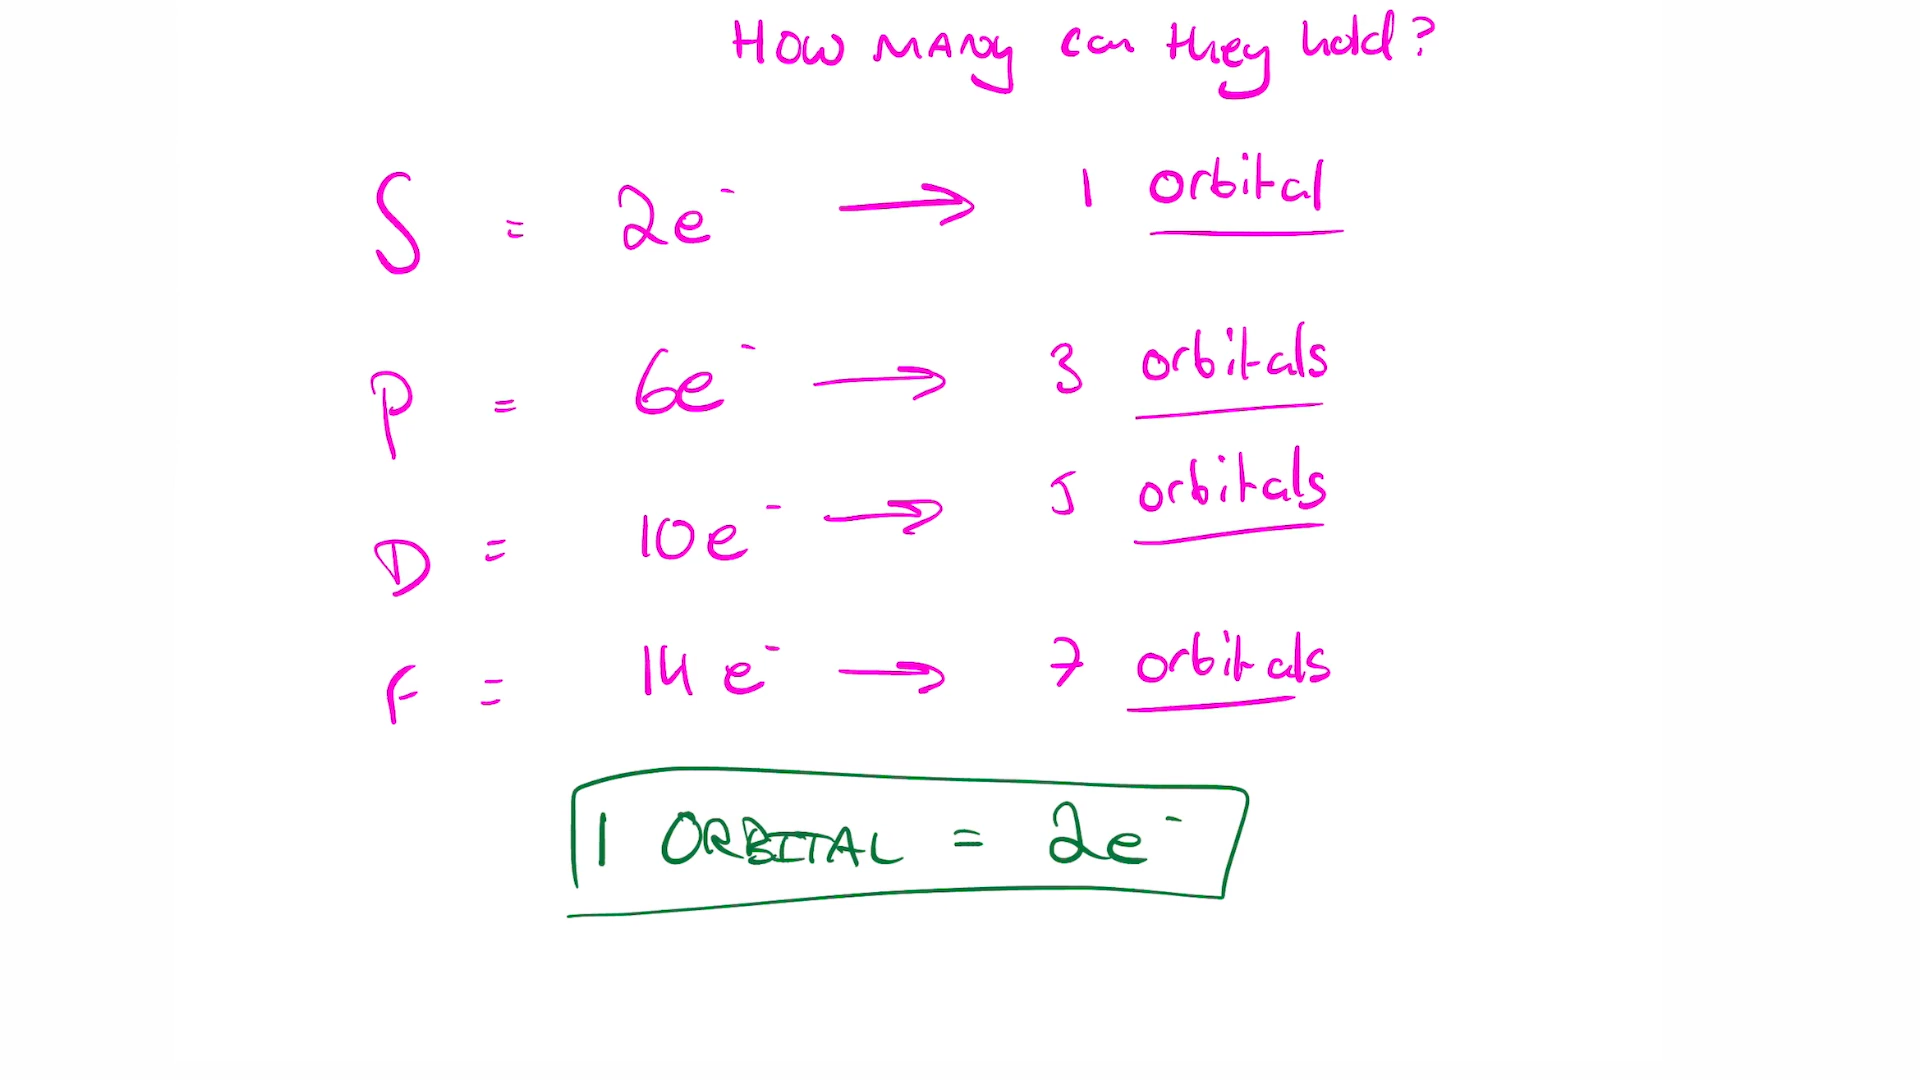 How many can they hold?
S = 2e⁻ → 1 orbital
P = 6e⁻ → 3 orbitals
D = 10e⁻ → 5 orbitals
F = 14e⁻ → 7 orbitals
1 ORBITAL = 2e⁻